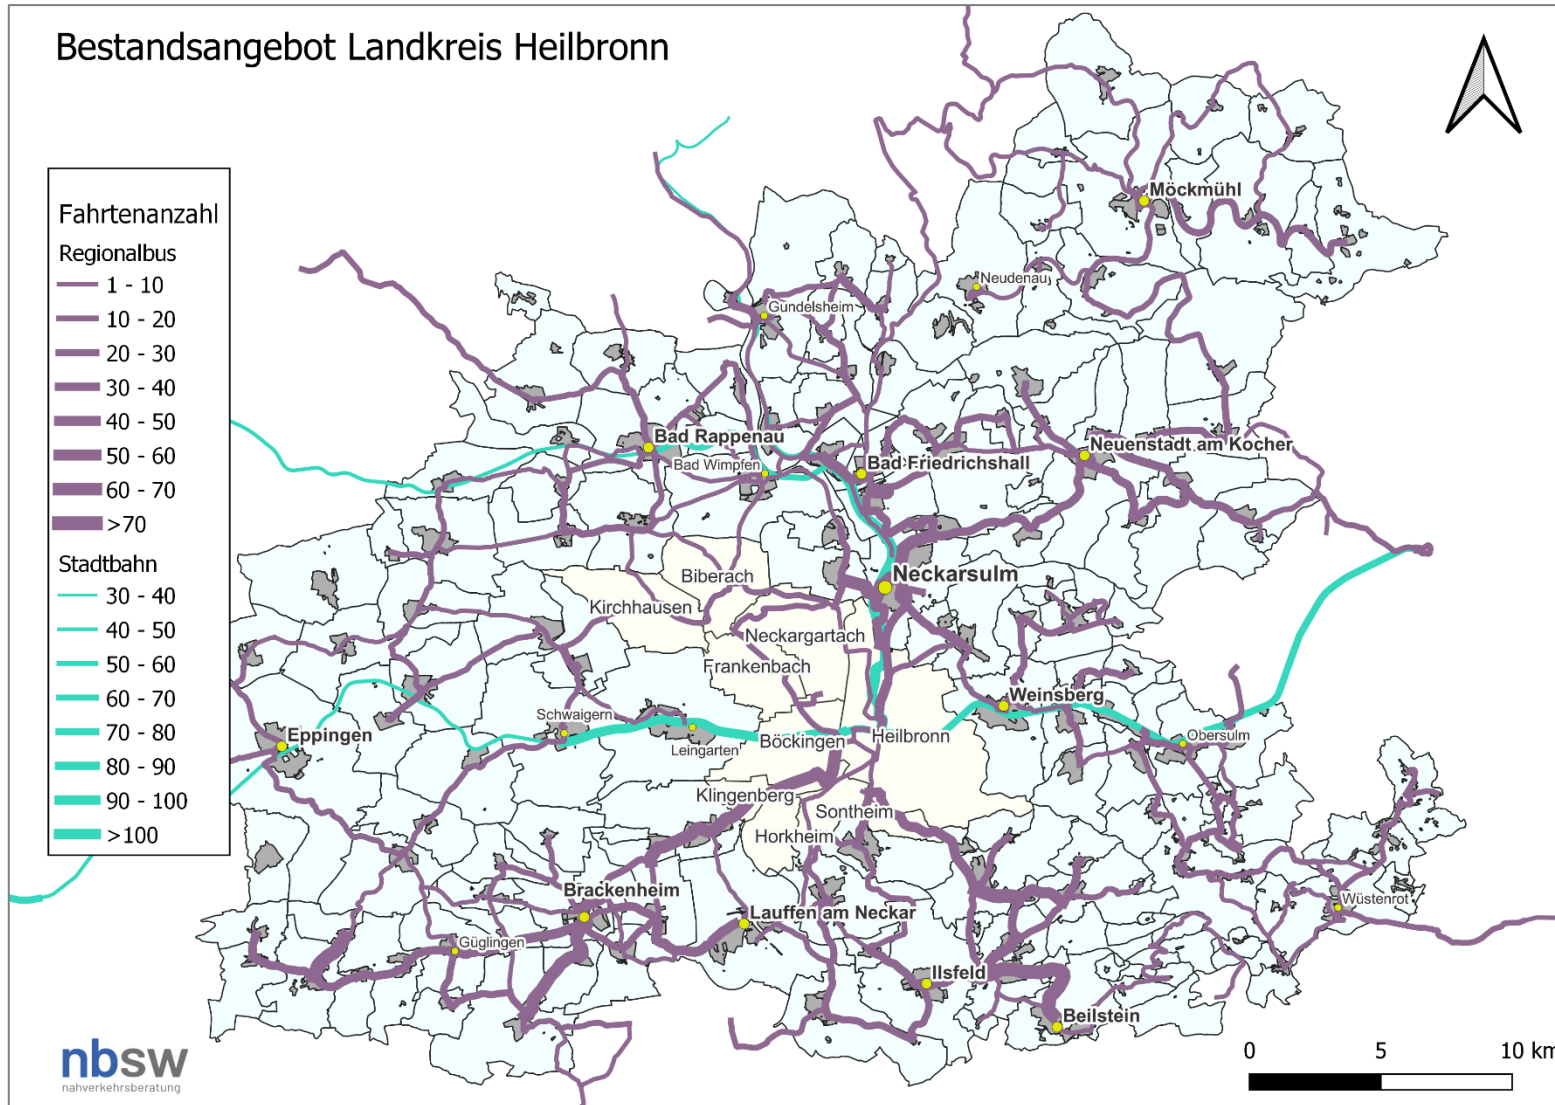 Bestandsangebot Landkreis Heilbronn
Fahrtenanzahl
Regionalbus
1 - 10
10 - 20
20 - 30
30 - 40
40 - 50
50 - 60
60 - 70
>70
Stadtbahn
30 - 40
40 - 50
50 - 60
60 - 70
70 - 80
80 - 90
90 - 100
>100
Möckmühl
Neudenau
Gundelsheim
Bad Rappenau
Bad Wimpfen
Bad Friedrichshall
Neuenstadt am Kocher
Neckarsulm
Biberach
Kirchhausen
Neckargartach
Frankenbach
Weinsberg
Schwaigern
Leingarten
Eppingen
Böckingen
Heilbronn
Obersulm
Klingenberg
Sontheim
Horkheim
Brackenheim
Lauffen am Neckar
Wüstenrot
Güglingen
Ilsfeld
Beilstein
nbsw
nahverkehrsberatung
0 5 10 km